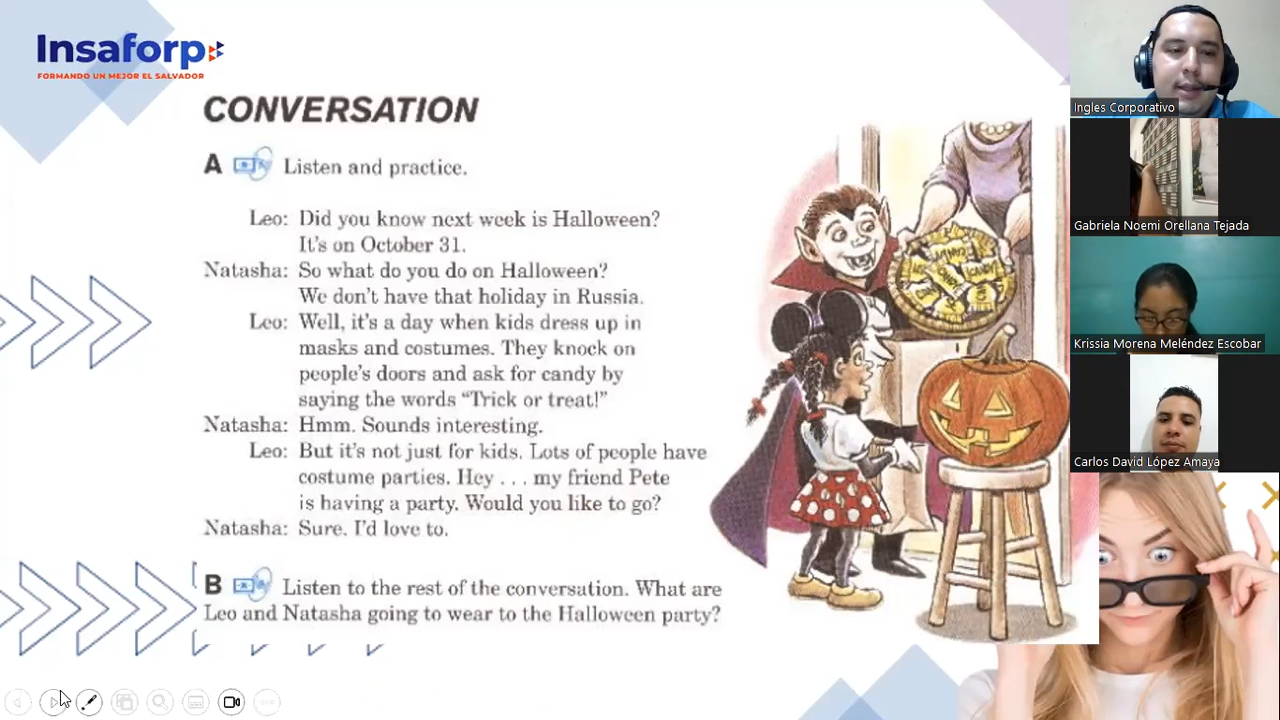 Insaforp
FORMANDO UN MEJOR EL SALVADOR
CONVERSATION
A Listen and practice.
Leo: Did you know next week is Halloween?
It's on October 31.
Natasha: So what do you do on Halloween?
We don't have that holiday in Russia.
Leo: Well, it's a day when kids dress up in
masks and costumes. They knock on
people's doors and ask for candy by
saying the words "Trick or treat!"
Natasha: Hmm. Sounds interesting.
Leo: But it's not just for kids. Lots of people have
costume parties. Hey . . . my friend Pete
is having a party. Would you like to go?
Natasha: Sure. I'd love to.
B Listen to the rest of the conversation. What are
Leo and Natasha going to wear to the Halloween party?
CANDY
Ingles Corporativo
Gabriela Noemi Orellana Tejada
Krissia Morena Meléndez Escobar
Carlos David López Amaya